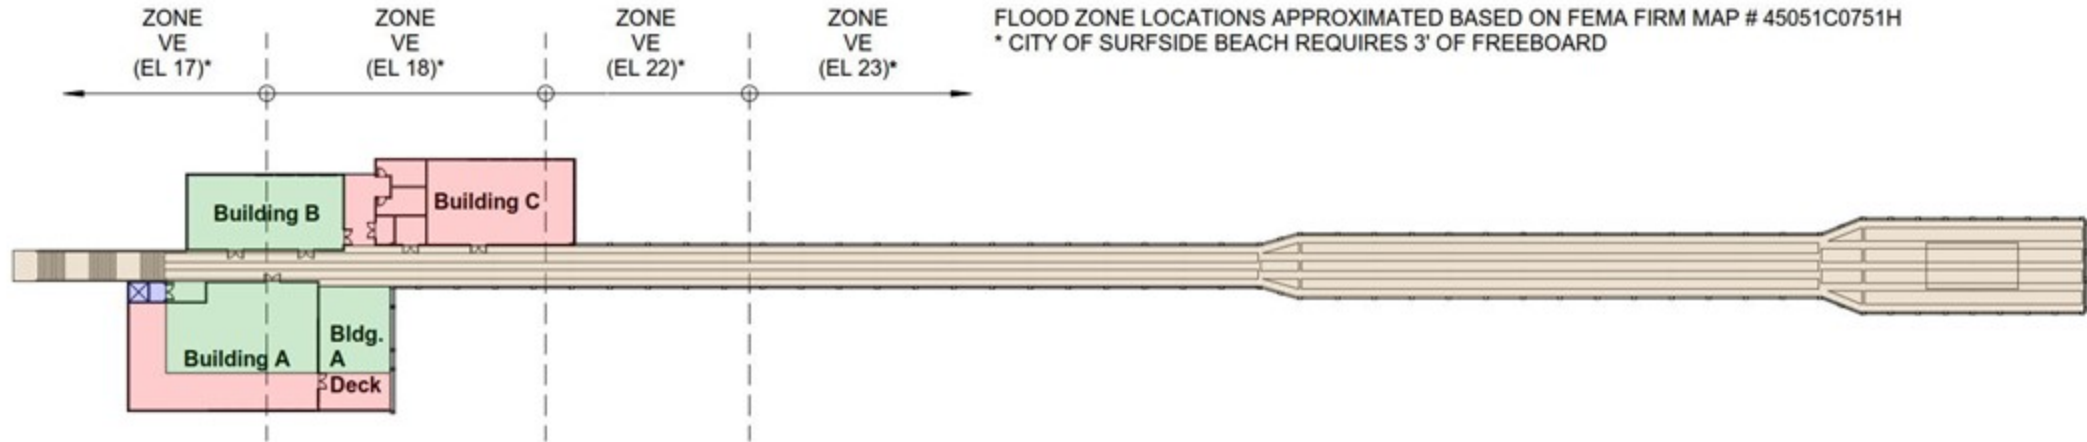 ZONE
VE
(EL 17)*
ZONE
VE
(EL 18)*
ZONE
VE
(EL 22)*
ZONE
VE
(EL 23)*
FLOOD ZONE LOCATIONS APPROXIMATED BASED ON FEMA FIRM MAP # 45051C0751H
* CITY OF SURFSIDE BEACH REQUIRES 3' OF FREEBOARD
Building B
Building C
Building A
Bldg.
A
Deck